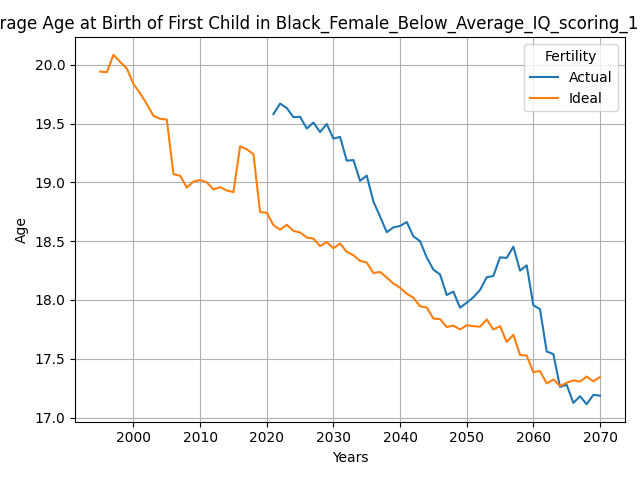 rage Age at Birth of First Child in Black_Female_Below_Average_IQ_scoring_1
Fertility
Actual
Ideal
20.0
19.5
19.0
18.5
18.0
17.5
17.0
Age
2000 2010 2020 2030 2040 2050 2060 2070
Years